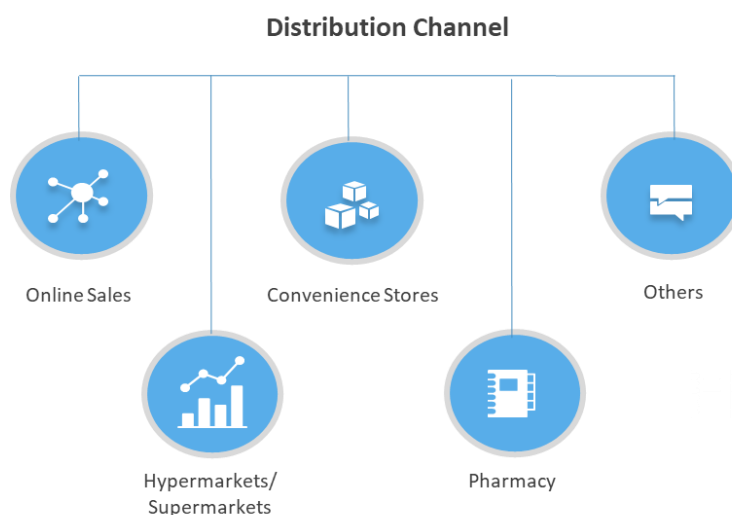 Distribution Channel
Online Sales
Convenience Stores
Others
Hypermarkets/
Supermarkets
Pharmacy